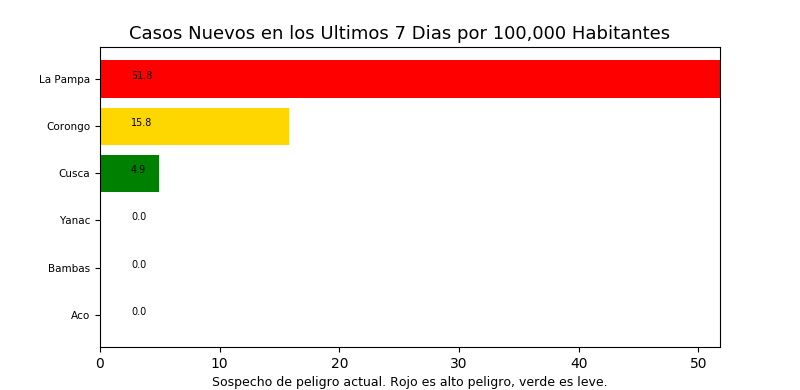 Casos Nuevos en los Ultimos 7 Dias por 100,000 Habitantes
La Pampa 51.8
Corongo 15.8
Cusca 4.9
Yanac 0.0
Bambas 0.0
Aco 0.0
0 10 20 30 40 50
Sospecho de peligro actual. Rojo es alto peligro, verde es leve.